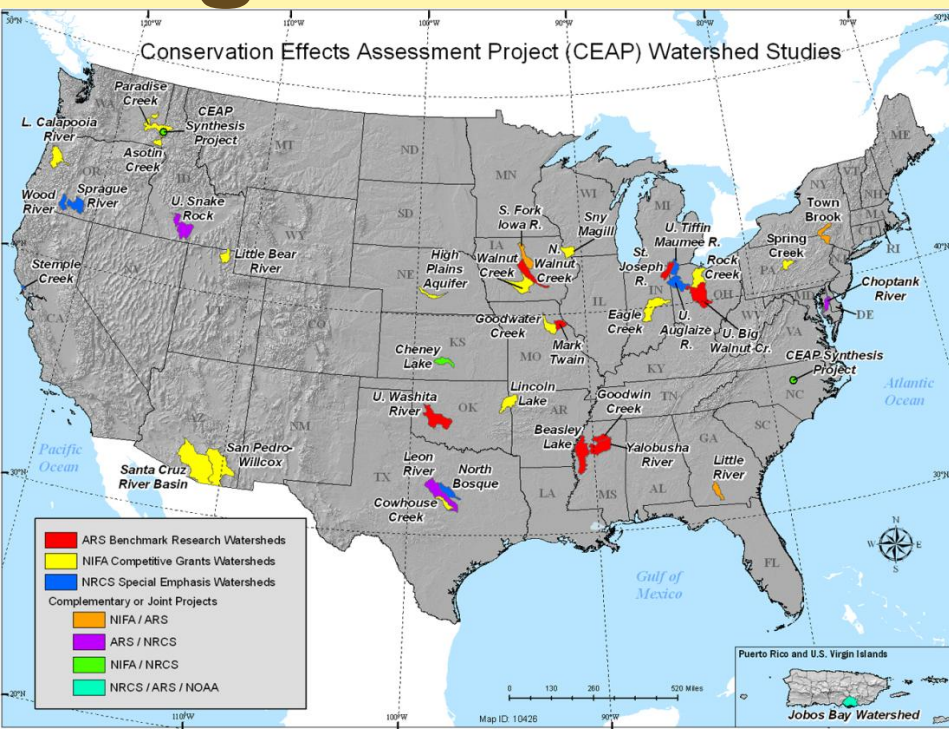 50°N
120°W
110°W
100°W
90°W
80°W
70°W
50°N
Conservation Effects Assessment Project (CEAP) Watershed Studies
Paradise
Creek
WA
CEAP
Synthesis
Project
L. Calapooia
River
Asotin
Creek
OR
ID
MT
ND
MN
WI
MI
NY
VT
NH
ME
MA
CT
RI
Wood
River
Sprague
River
U. Snake
Rock
WY
SD
S. Fork
Iowa R.
Sny
Magill
U. Tiffin
Maumee R.
Town
Brook
40°N
Stemple
Creek
Little Bear
River
High
Plains
Aquifer
NE
IA
Walnut
Creek
N.
Walnut
Creek
St.
Joseph
R.
Rock
Creek
Spring
Creek
PA
CA
NV
CO
IL
IN
OH
Eagle
Creek
U.
Auglaize
R.
U. Big
Walnut Cr.
WV
VA
MD
DE
Choptank
River
Goodwater
Creek
Mark
Twain
MO
KS
Cheney
Lake
KY
CEAP Synthesis
Project
NC
U. Washita
River
OK
Lincoln
Lake
AR
TN
Goodwin
Creek
Atlantic
Ocean
AZ
NM
Beasley
Lake
Yalobusha
River
SC
GA
Pacific
Ocean
Santa Cruz
River Basin
San Pedro-
Willcox
Leon
River
North
Bosque
TX
Cowhouse
Creek
LA
MS
AL
Little
River
30°N
30°N
FL
Gulf of
Mexico
N
W
E
S
ARS Benchmark Research Watersheds
NIFA Competitive Grants Watersheds
NRCS Special Emphasis Watersheds
Complementary or Joint Projects
NIFA / ARS
ARS / NRCS
NIFA / NRCS
NRCS / ARS / NOAA
20°N
110°W
100°W
90°W
0 130 260 520 Miles
Map ID: 10426
Puerto Rico and U.S. Virgin Islands
Jobos Bay Watershed